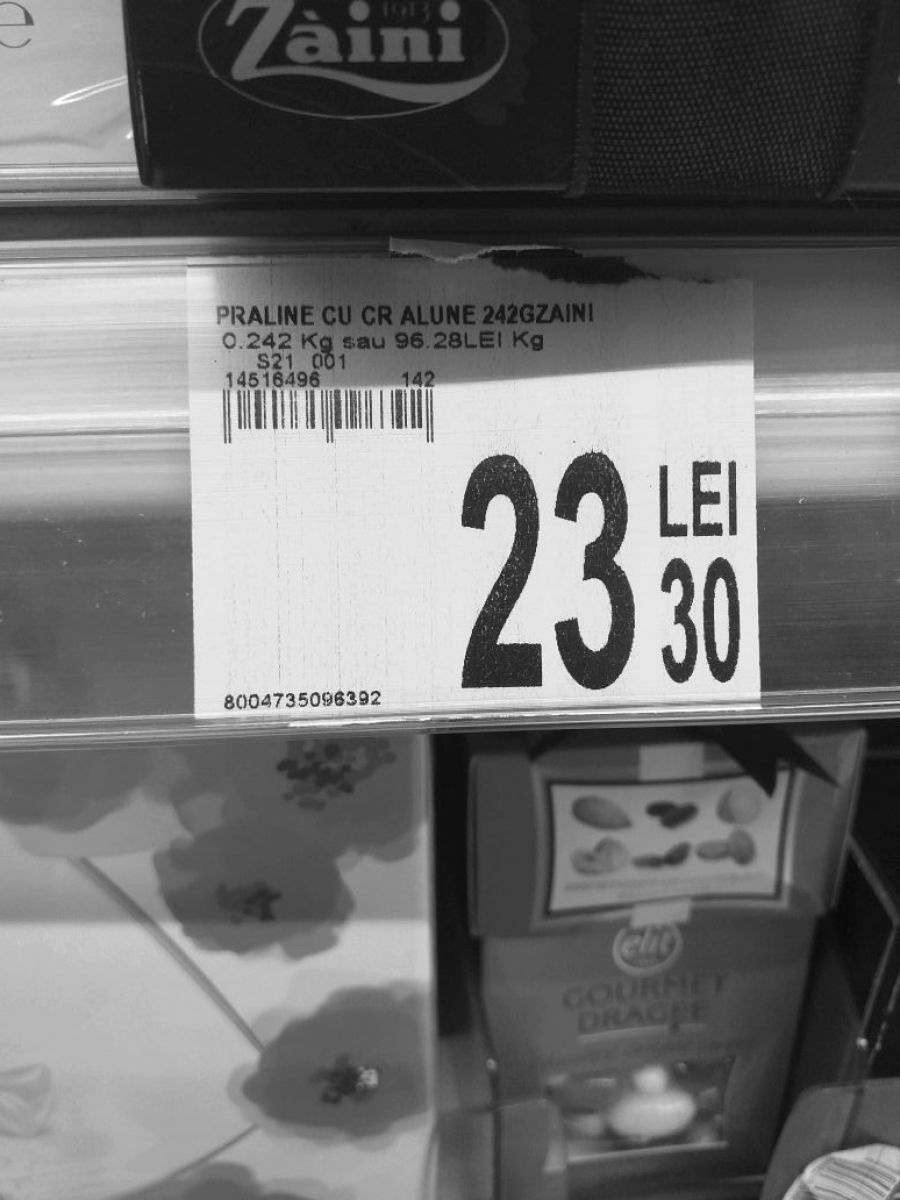 e
1913
Zàini
PRALINE CU CR ALUNE 242GZAINI
0.242 Kg sau 96.28LEI Kg
S21 001
14516496 142
23 LEI
30
8004735096392
elit
GOURMET
DRAGEE